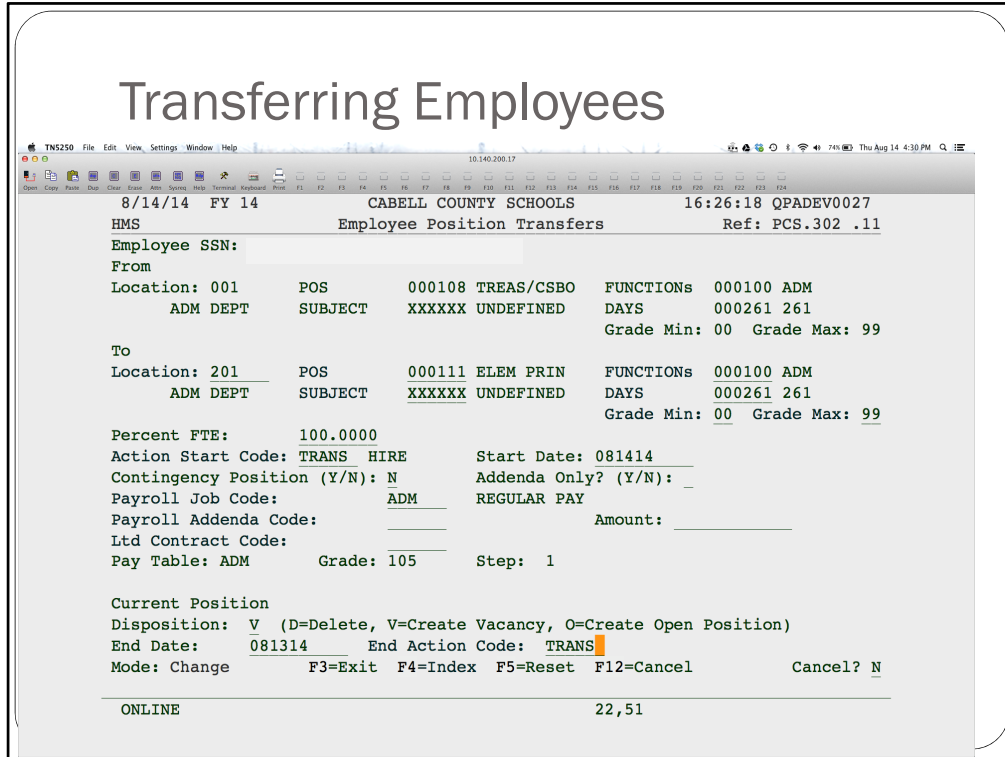 Transferring Employees
TN5250 File Edit View Settings Window Help 74% Thu Aug 14 4:30 PM
10.140.200.17
Open Copy Paste Dup Clear Erase Attn Sysreq Help Terminal Keyboard Print F1 F2 F3 F4 F5 F6 F7 F8 F9 F10 F11 F12 F13 F14 F15 F16 F17 F18 F19 F20 F21 F22 F23 F24
8/14/14 FY 14 CABELL COUNTY SCHOOLS 16:26:18 QPADEV0027
HMS Employee Position Transfers Ref: PCS.302 .11
Employee SSN:
From
Location: 001 POS 000108 TREAS/CSBO FUNCTIONs 000100 ADM
ADM DEPT SUBJECT XXXXXX UNDEFINED DAYS 000261 261
Grade Min: 00 Grade Max: 99
To
Location: 201 POS 000111 ELEM PRIN FUNCTIONs 000100 ADM
ADM DEPT SUBJECT XXXXXX UNDEFINED DAYS 000261 261
Grade Min: 00 Grade Max: 99
Percent FTE: 100.0000
Action Start Code: TRANS HIRE Start Date: 081414
Contingency Position (Y/N): N Addenda Only? (Y/N): _
Payroll Job Code: ADM REGULAR PAY
Payroll Addenda Code: Amount:
Ltd Contract Code:
Pay Table: ADM Grade: 105 Step: 1
Current Position
Disposition: V (D=Delete, V=Create Vacancy, O=Create Open Position)
End Date: 081314 End Action Code: TRANS
Mode: Change F3=Exit F4=Index F5=Reset F12=Cancel Cancel? N
ONLINE 22,51